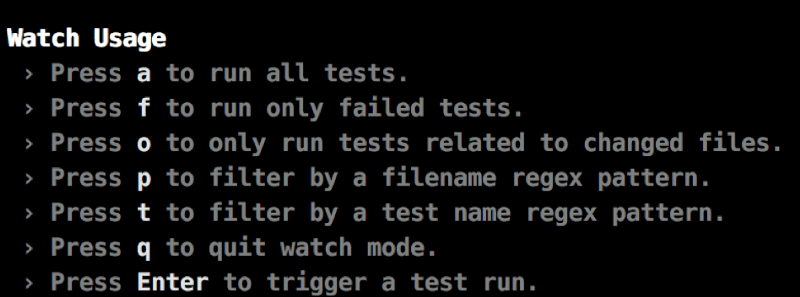 Watch Usage
› Press a to run all tests.
› Press f to run only failed tests.
› Press o to only run tests related to changed files.
› Press p to filter by a filename regex pattern.
› Press t to filter by a test name regex pattern.
› Press q to quit watch mode.
› Press Enter to trigger a test run.